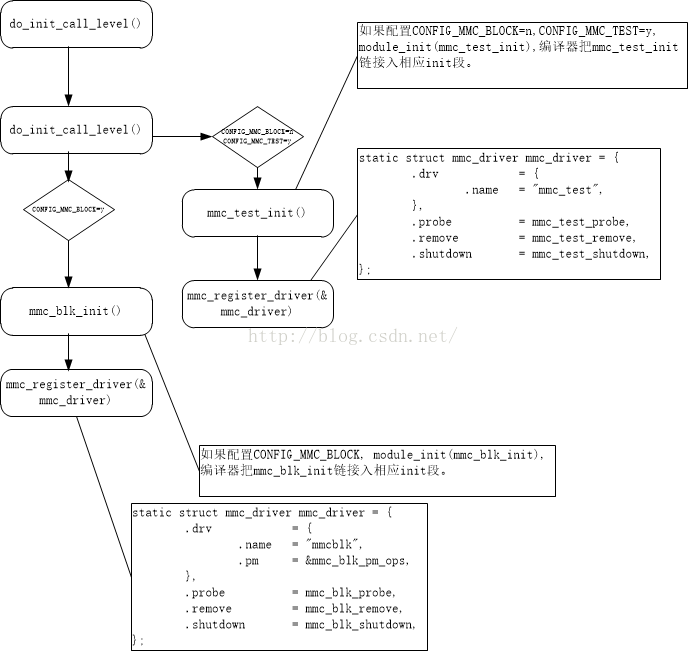 do_init_call_level()
如果配置CONFIG_MMC_BLOCK=n,CONFIG_MMC_TEST=y,
module_init(mmc_test_init),编译器把mmc_test_init
链接入相应init段。
do_init_call_level()
CONFIG_MMC_BLOCK=n
CONFIG_MMC_TEST=y
static struct mmc_driver mmc_driver = {
.drv = {
.name = "mmc_test",
},
.probe = mmc_test_probe,
.remove = mmc_test_remove,
.shutdown = mmc_test_shutdown,
};
CONFIG_MMC_BLOCK=y
mmc_test_init()
mmc_blk_init()
mmc_register_driver(&
mmc_driver)
http://blog.csdn.net/
mmc_register_driver(&
mmc_driver)
如果配置CONFIG_MMC_BLOCK, module_init(mmc_blk_init),
编译器把mmc_blk_init链接入相应init段。
static struct mmc_driver mmc_driver = {
.drv = {
.name = "mmcblk",
.pm = &mmc_blk_pm_ops,
},
.probe = mmc_blk_probe,
.remove = mmc_blk_remove,
.shutdown = mmc_blk_shutdown,
};